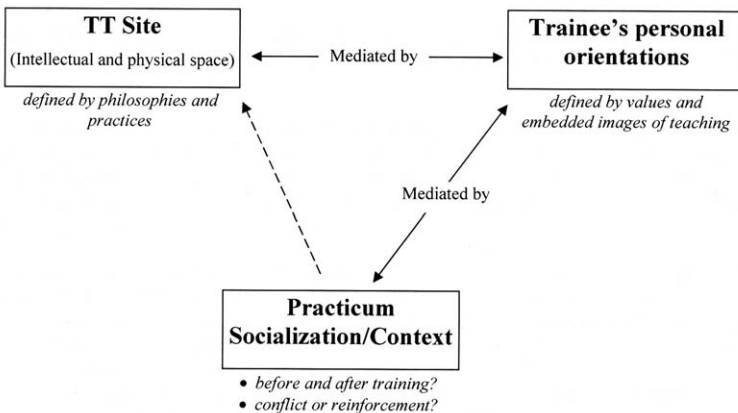 TT Site
(Intellectual and physical space)
defined by philosophies and
practices
Mediated by
Trainee's personal
orientations
defined by values and
embedded images of teaching
Mediated by
Practicum
Socialization/Context
• before and after training?
• conflict or reinforcement?